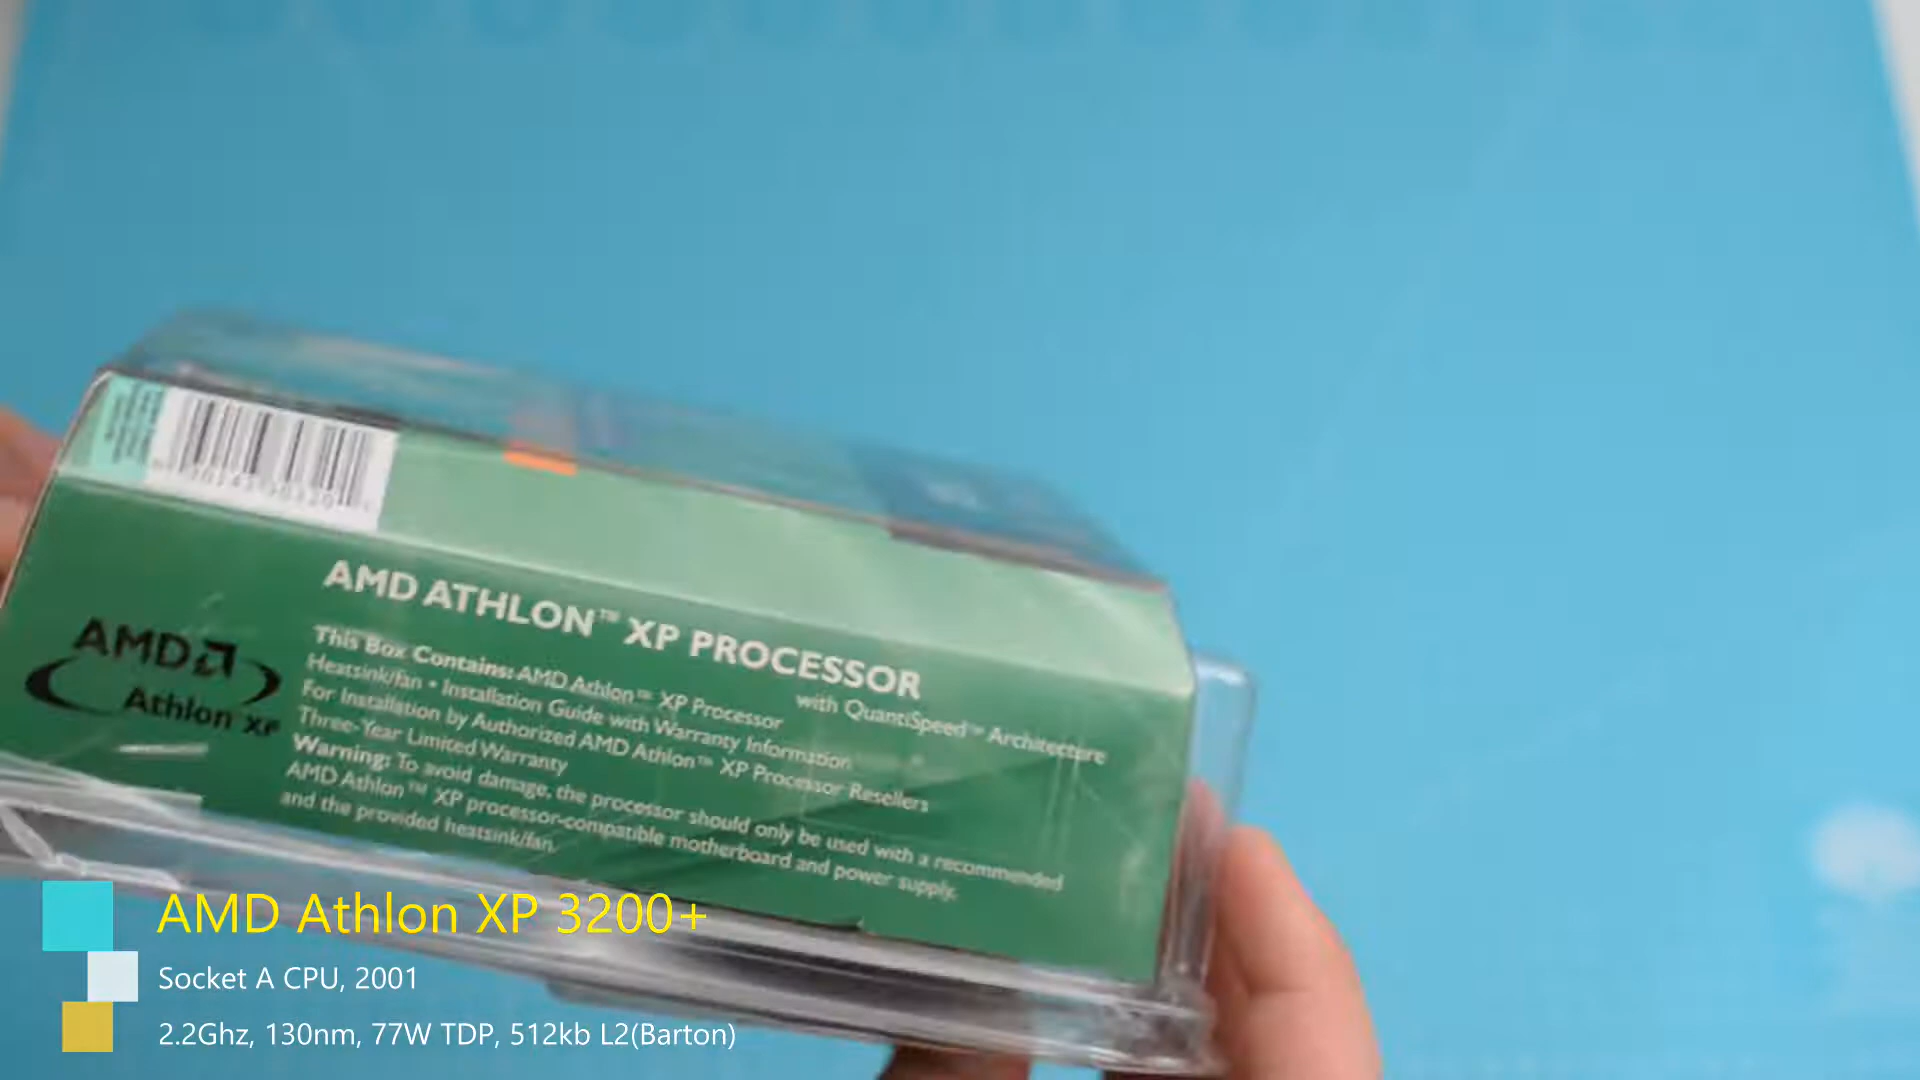 AMD ATHLON™ XP PROCESSOR
with QuantiSpeed™ Architecture
This Box Contains: AMD Athlon™ XP Processor
Heatsink/fan • Installation Guide with Warranty Information
For Installation by Authorized AMD Athlon™ XP Processor Resellers
Three-Year Limited Warranty
Warning: To avoid damage, the processor should only be used with a recommended
AMD Athlon™ XP processor-compatible motherboard and power supply,
and the provided heatsink/fan.
AMD
Athlon XP
AMD Athlon XP 3200+
Socket A CPU, 2001
2.2Ghz, 130nm, 77W TDP, 512kb L2(Barton)